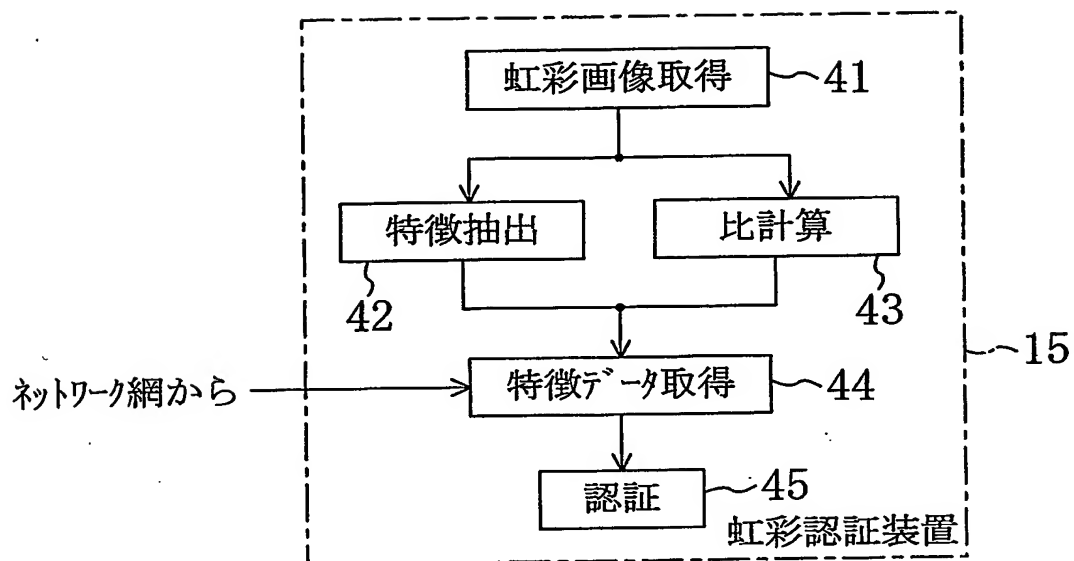 虹彩画像取得
41
特徴抽出
比計算
42
43
15
ネットワーク網から
特徴データ取得
44
認証
45
虹彩認証装置